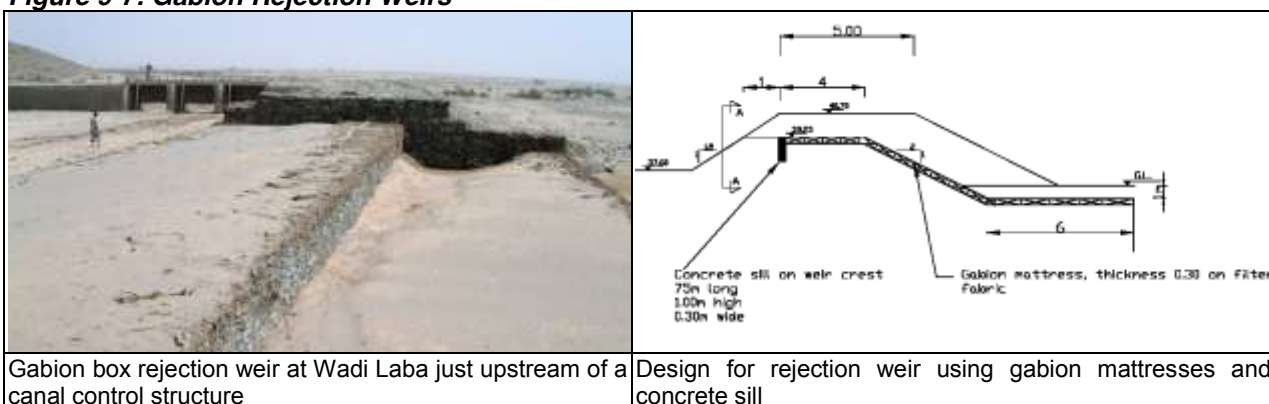 Figure 9-7: Gabion Rejection Weirs
5.00
1
4
A
A
2
1
G.L.
6
Concrete sill on weir crest
75m long
1.00m high
0.30m wide
Gabion mattress, thickness 0.30 on filter
fabric
Gabion box rejection weir at Wadi Laba just upstream of a
canal control structure
Design for rejection weir using gabion mattresses and
concrete sill